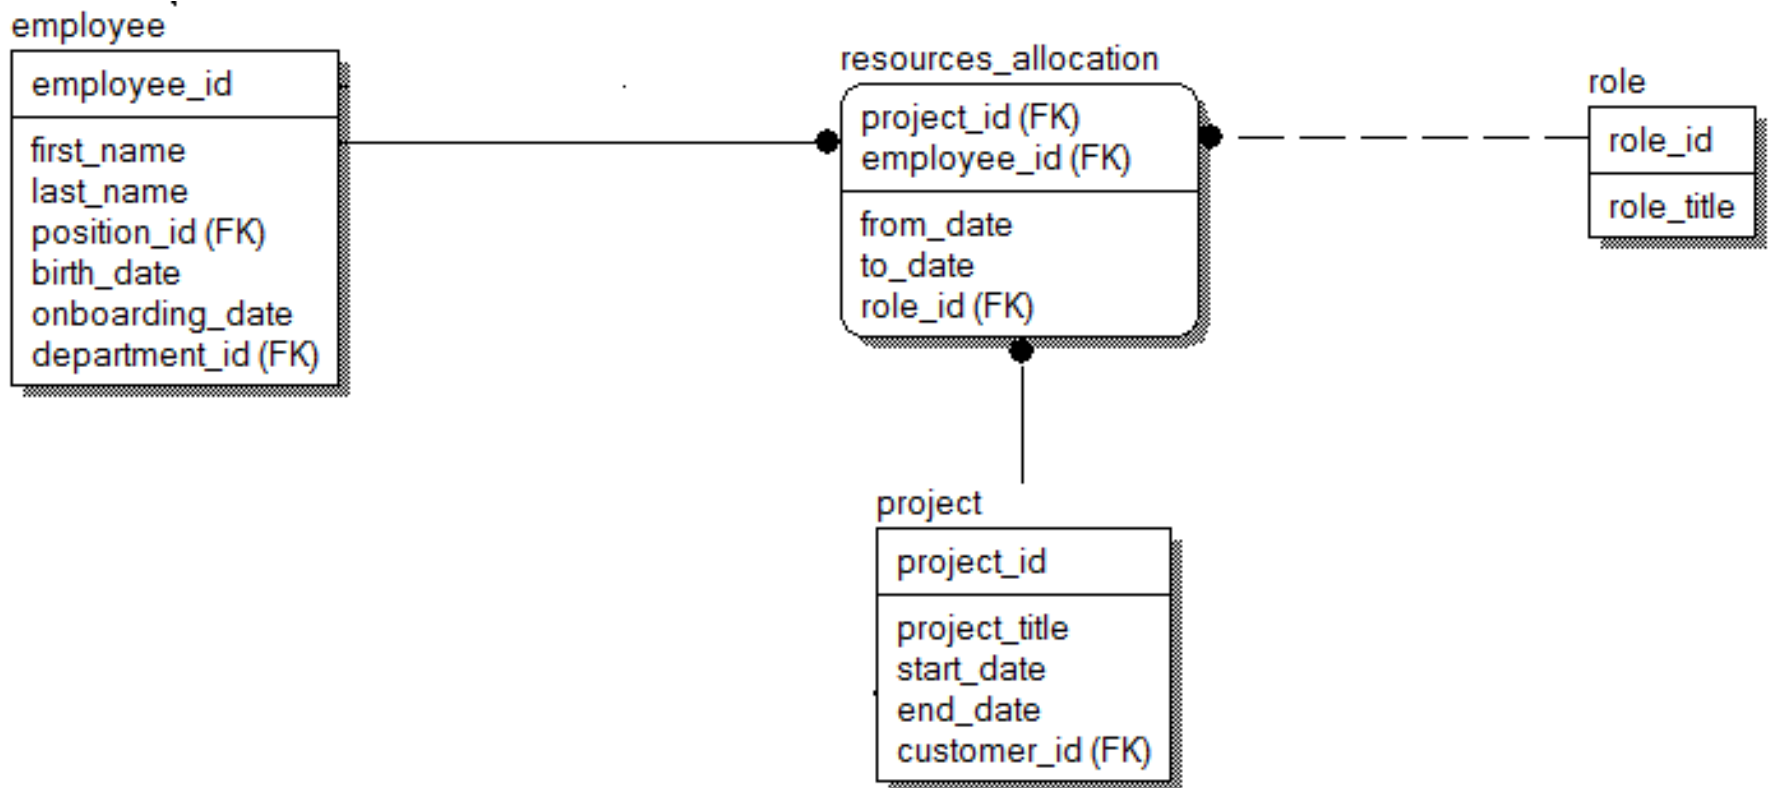 employee
employee_id
first_name
last_name
position_id (FK)
birth_date
onboarding_date
department_id (FK)
resources_allocation
project_id (FK)
employee_id (FK)
from_date
to_date
role_id (FK)
role
role_id
role_title
project
project_id
project_title
start_date
end_date
customer_id (FK)